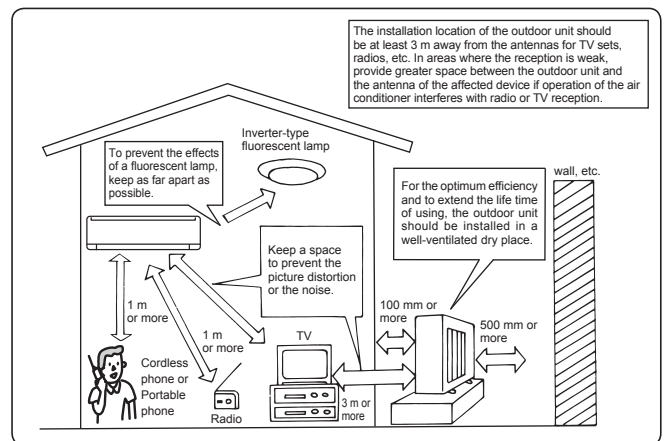 The installation location of the outdoor unit should
be at least 3 m away from the antennas for TV sets,
radios, etc. In areas where the reception is weak,
provide greater space between the outdoor unit and
the antenna of the affected device if operation of the air
conditioner interferes with radio or TV reception.
Inverter-type
fluorescent lamp
To prevent the effects
of a fluorescent lamp,
keep as far apart as
possible.
wall, etc.
For the optimum efficiency
and to extend the life time
of using, the outdoor unit
should be installed in a
well-ventilated dry place.
Keep a space
to prevent the
picture distortion
or the noise.
1 m
or more
1 m
or more
TV
100 mm or
more
500 mm or
more
Cordless
phone or
Portable
phone
Radio
3 m or
more